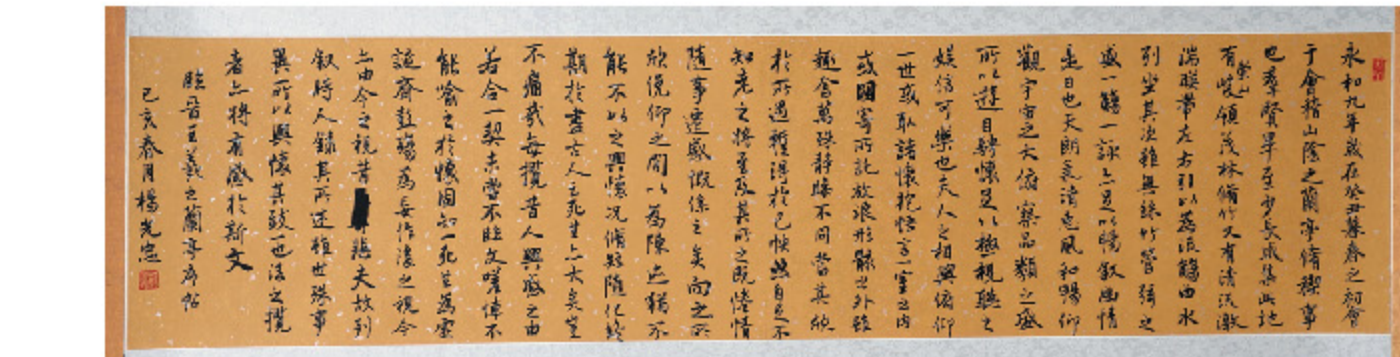 永和九年歲在癸丑暮春之初會
于會稽山陰之蘭亭脩稧事
也羣賢畢至少長咸集此地
有崇山峻領茂林脩竹又有清流激
湍暎帶左右引以為流觴曲水
列坐其次雖無絲竹管弦之
盛一觴一詠亦足以暢敘幽情
是日也天朗氣清惠風和暢仰
觀宇宙之大俯察品類之盛
所以遊目騁懷足以極視聽之
娛信可樂也夫人之相與俯仰
一世或取諸懷抱悟言一室之內
或因寄所託放浪形骸之外雖
趣舍萬殊靜躁不同當其欣
於所遇暫得於己怏然自足不
知老之將至及其所之既惓情
隨事遷感慨係之矣向之所
欣俛仰之間以為陳迹猶不
能不以之興懷況脩短隨化終
期於盡古人云死生亦大矣豈
不痛哉每攬昔人興感之由
若合一契未嘗不臨文嗟悼不
能喻之於懷固知一死生為虛
誕齊彭殤為妄作後之視今
亦由今之視昔悲夫故列
敘時人錄其所述雖世殊事
異所以興懷其致一也後之攬
者亦將有感於斯文
臨晉王羲之蘭亭序帖
己亥春月楊光